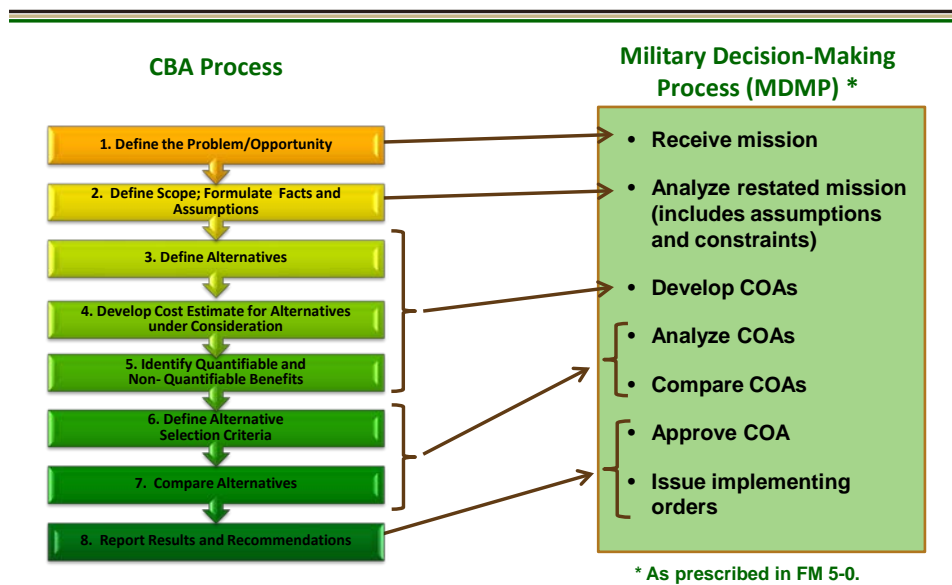 CBA Process
1. Define the Problem/Opportunity
2. Define Scope; Formulate Facts and
Assumptions
3. Define Alternatives
4. Develop Cost Estimate for Alternatives
under Consideration
5. Identify Quantifiable and
Non- Quantifiable Benefits
6. Define Alternative
Selection Criteria
7. Compare Alternatives
8. Report Results and Recommendations
Military Decision-Making
Process (MDMP) *
• Receive mission
• Analyze restated mission
(includes assumptions
and constraints)
• Develop COAs
• Analyze COAs
• Compare COAs
• Approve COA
• Issue implementing
orders
* As prescribed in FM 5-0.